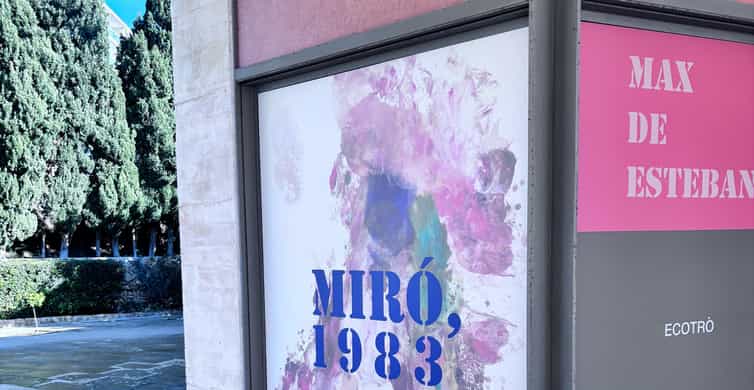 MIRÓ,
1983
MAX
DE
ESTEBAN
ECOTRÒ